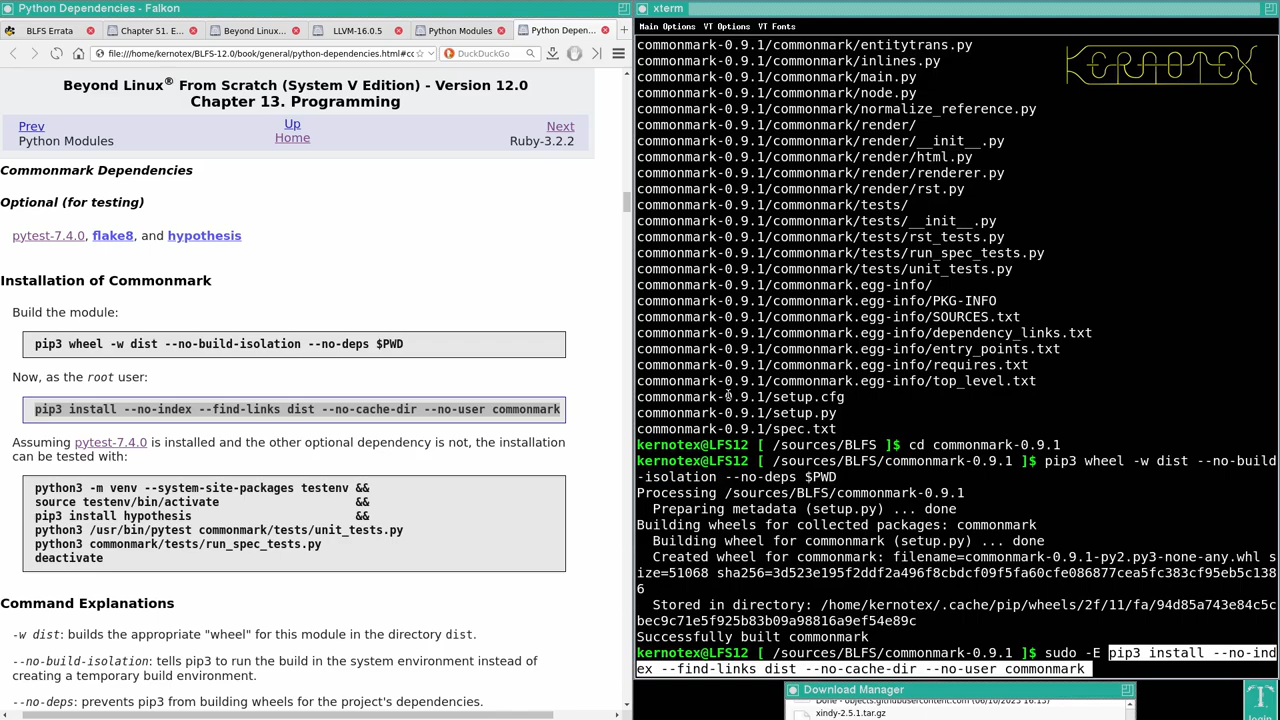 Python Dependencies - Falkon
BLFS Errata
Chapter 51. E...
Beyond Linux...
LLVM-16.0.5
Python Modules
Python Depen...
file:///home/kernotex/BLFS-12.0/book/general/python-dependencies.html#cc
DuckDuckGo
Beyond Linux® From Scratch (System V Edition) - Version 12.0
Chapter 13. Programming
Prev
Up
Next
Python Modules
Home
Ruby-3.2.2
Commonmark Dependencies
Optional (for testing)
pytest-7.4.0, flake8, and hypothesis
Installation of Commonmark
Build the module:
pip3 wheel -w dist --no-build-isolation --no-deps $PWD
Now, as the root user:
pip3 install --no-index --find-links dist --no-cache-dir --no-user commonmark
Assuming pytest-7.4.0 is installed and the other optional dependency is not, the installation
can be tested with:
python3 -m venv --system-site-packages testenv &&
source testenv/bin/activate &&
pip3 install hypothesis &&
python3 /usr/bin/pytest commonmark/tests/unit_tests.py
python3 commonmark/tests/run_spec_tests.py
deactivate
Command Explanations
-w dist: builds the appropriate "wheel" for this module in the directory dist.
--no-build-isolation: tells pip3 to run the build in the system environment instead of
creating a temporary build environment.
--no-deps: prevents pip3 from building wheels for the project's dependencies.
xterm
Main Options VT Options VT Fonts
KERNOTEX
commonmark-0.9.1/commonmark/entitytrans.py
commonmark-0.9.1/commonmark/inlines.py
commonmark-0.9.1/commonmark/main.py
commonmark-0.9.1/commonmark/node.py
commonmark-0.9.1/commonmark/normalize_reference.py
commonmark-0.9.1/commonmark/render/
commonmark-0.9.1/commonmark/render/__init__.py
commonmark-0.9.1/commonmark/render/html.py
commonmark-0.9.1/commonmark/render/renderer.py
commonmark-0.9.1/commonmark/render/rst.py
commonmark-0.9.1/commonmark/tests/
commonmark-0.9.1/commonmark/tests/__init__.py
commonmark-0.9.1/commonmark/tests/rst_tests.py
commonmark-0.9.1/commonmark/tests/run_spec_tests.py
commonmark-0.9.1/commonmark/tests/unit_tests.py
commonmark-0.9.1/commonmark.egg-info/
commonmark-0.9.1/commonmark.egg-info/PKG-INFO
commonmark-0.9.1/commonmark.egg-info/SOURCES.txt
commonmark-0.9.1/commonmark.egg-info/dependency_links.txt
commonmark-0.9.1/commonmark.egg-info/entry_points.txt
commonmark-0.9.1/commonmark.egg-info/requires.txt
commonmark-0.9.1/commonmark.egg-info/top_level.txt
commonmark-0.9.1/setup.cfg
commonmark-0.9.1/setup.py
commonmark-0.9.1/spec.txt
kernotex@LFS12 [ /sources/BLFS ]$ cd commonmark-0.9.1
kernotex@LFS12 [ /sources/BLFS/commonmark-0.9.1 ]$ pip3 wheel -w dist --no-build
-isolation --no-deps $PWD
Processing /sources/BLFS/commonmark-0.9.1
Preparing metadata (setup.py) ... done
Building wheels for collected packages: commonmark
Building wheel for commonmark (setup.py) ... done
Created wheel for commonmark: filename=commonmark-0.9.1-py2.py3-none-any.whl s
ize=51068 sha256=3d523e195f2ddf2a496f8cbdcf09f5fa60cfe086877cea5fc383cf95eb5c138
6
Stored in directory: /home/kernotex/.cache/pip/wheels/2f/11/fa/94d85a743e84c5c
bec9c71e5f925b83b09a98816a9ef54e89c
Successfully built commonmark
kernotex@LFS12 [ /sources/BLFS/commonmark-0.9.1 ]$ sudo -E pip3 install --no-ind
ex --find-links dist --no-cache-dir --no-user commonmark
Download Manager
xindy-2.5.1.tar.gz
login